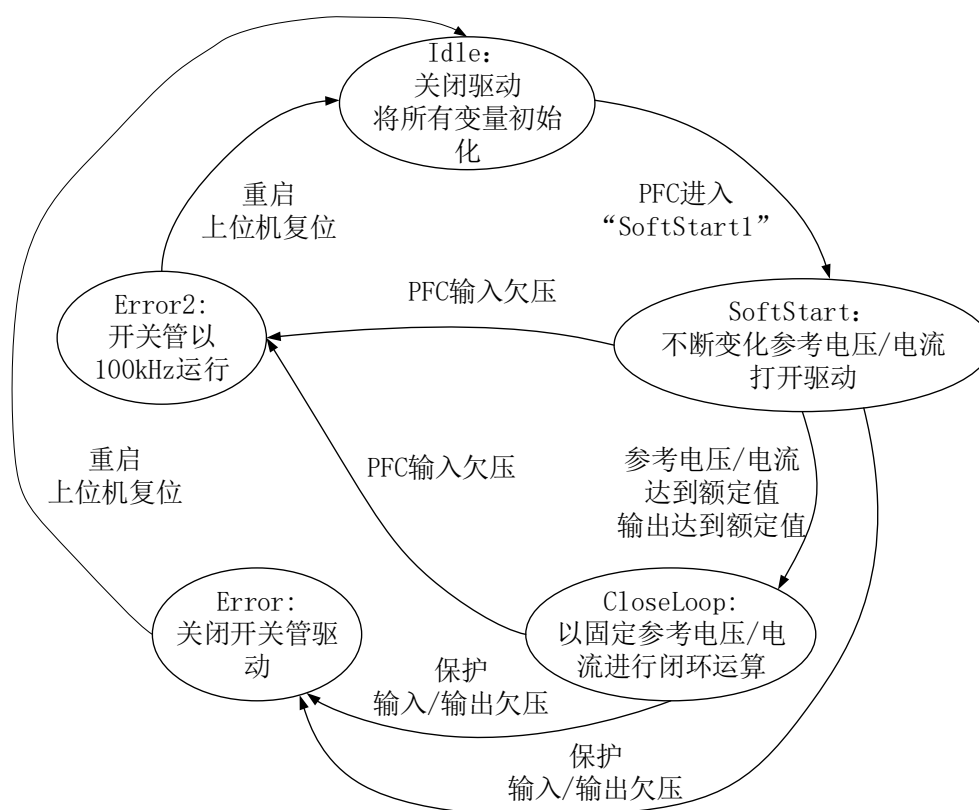 Idle：
关闭驱动
将所有变量初始
化
重启
上位机复位
PFC进入
“SoftStart1”
Error2:
开关管以
100kHz运行
PFC输入欠压
SoftStart：
不断变化参考电压/电流
打开驱动
重启
上位机复位
PFC输入欠压
参考电压/电流
达到额定值
输出达到额定值
Error:
关闭开关管驱
动
CloseLoop:
以固定参考电压/电
流进行闭环运算
保护
输入/输出欠压
保护
输入/输出欠压